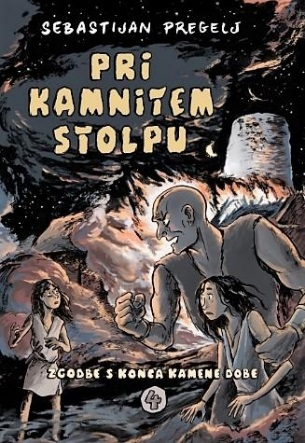 SEBASTIJAN PREGELJ
PRI
KAMNITEM
STOLPU
ZGODBE S KONCA KAMENE DOBE
4